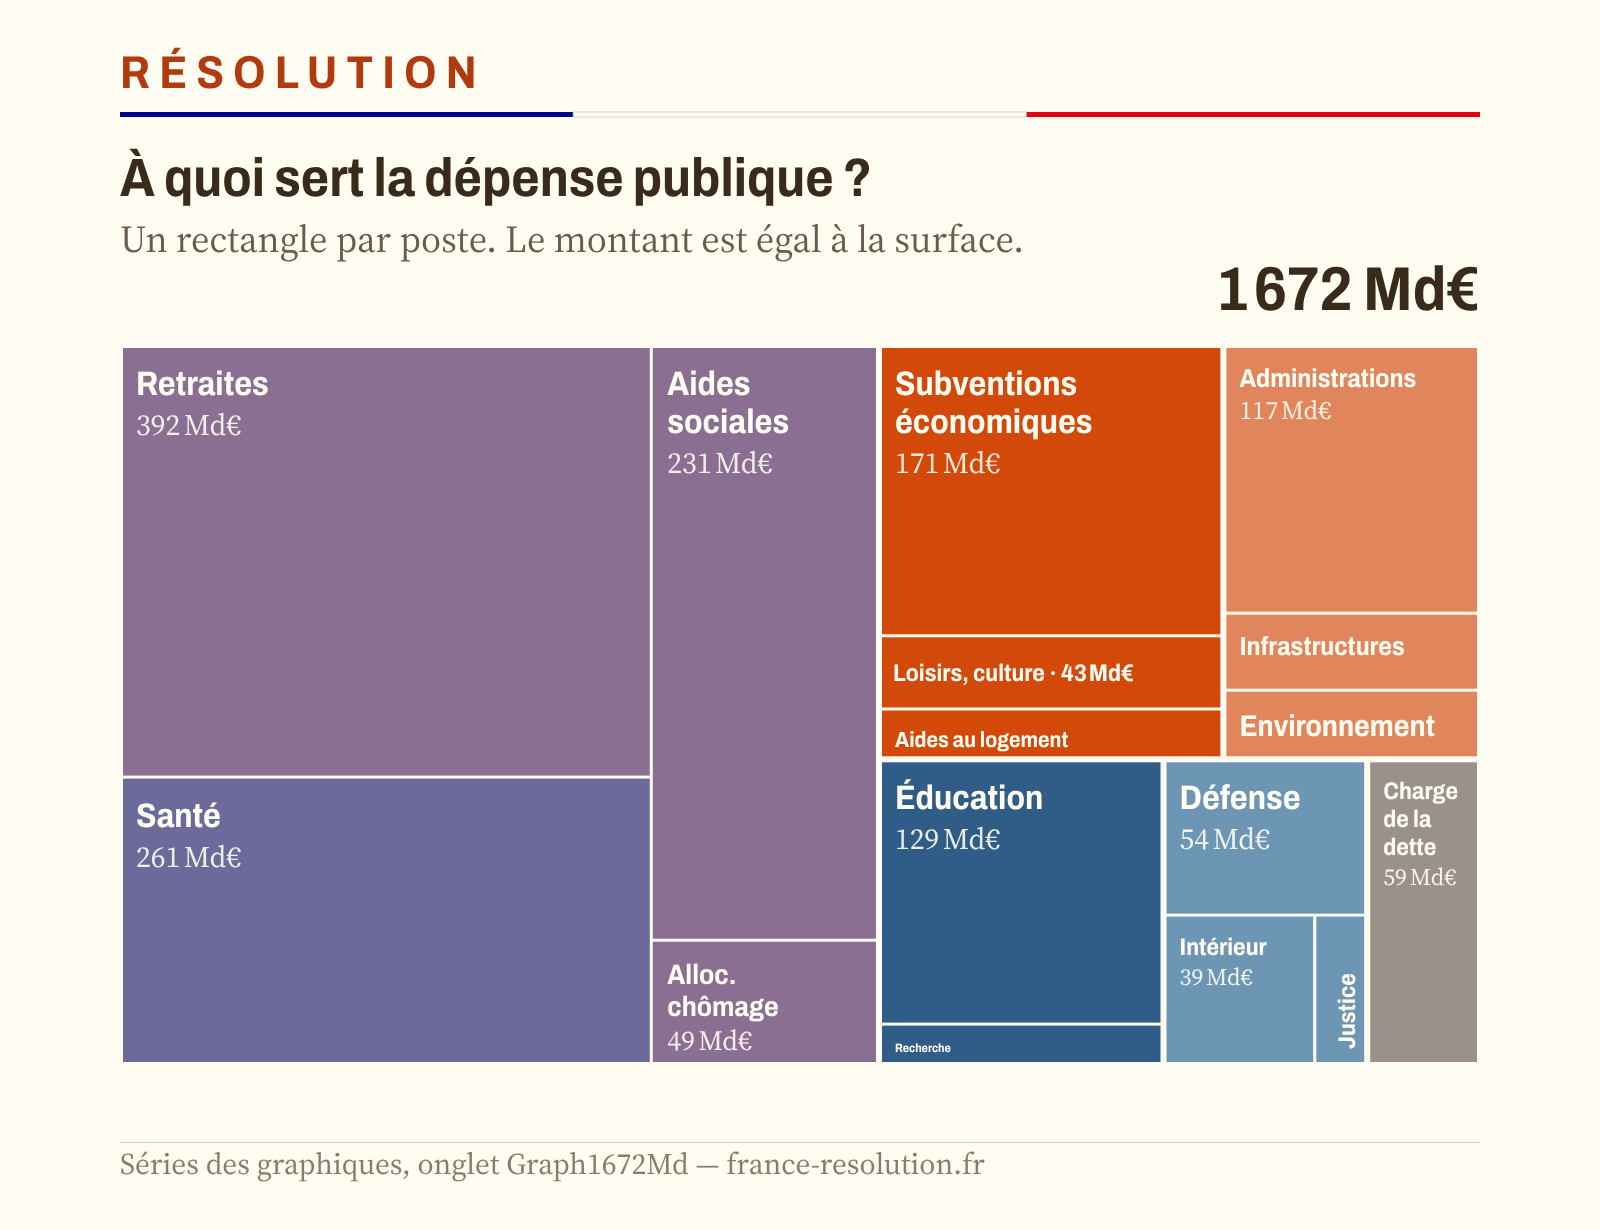 RÉSOLUTION
À quoi sert la dépense publique ?
Un rectangle par poste. Le montant est égal à la surface.
1 672 Md€
Retraites
392 Md€
Santé
261 Md€
Aides
sociales
231 Md€
Alloc.
chômage
49 Md€
Subventions
économiques
171 Md€
Loisirs, culture · 43 Md€
Aides au logement
Administrations
117 Md€
Infrastructures
Environnement
Éducation
129 Md€
Recherche
Défense
54 Md€
Intérieur
39 Md€
Justice
Charge
de la
dette
59 Md€
Séries des graphiques, onglet Graph1672Md — france-resolution.fr